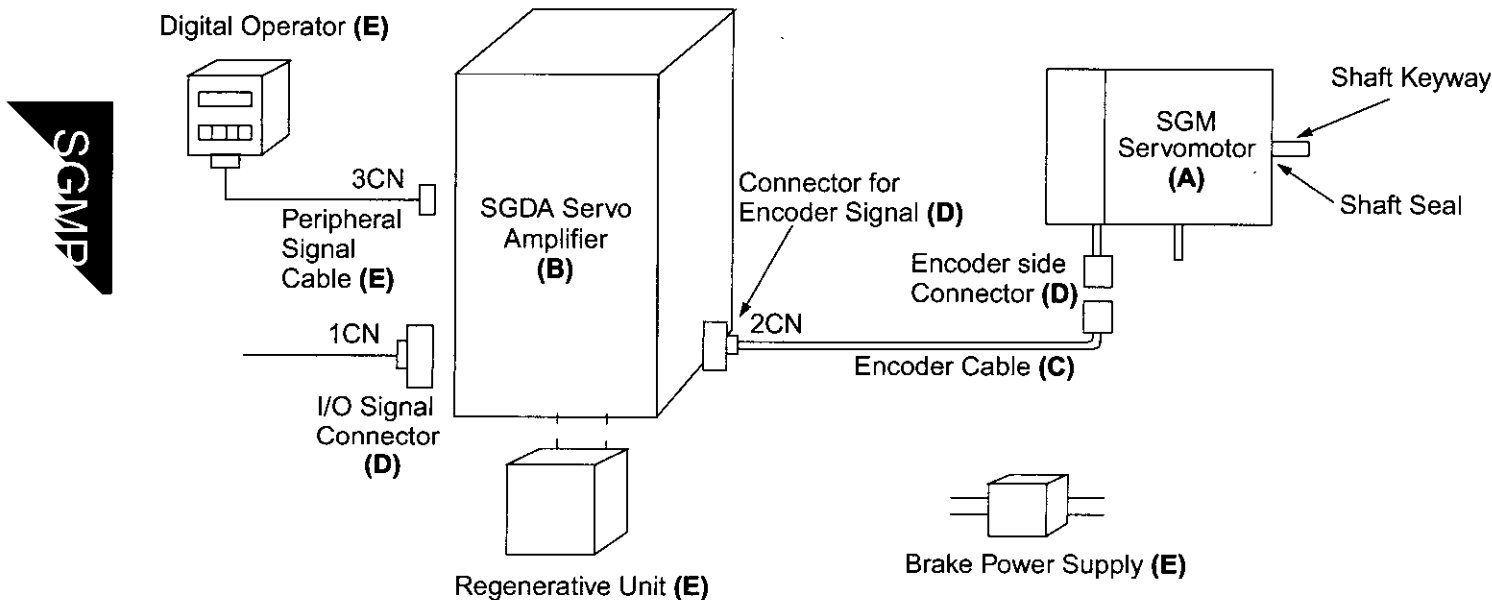 Digital Operator (E)
SGMP
3CN
Peripheral
Signal
Cable (E)
1CN
I/O Signal
Connector
(D)
SGDA Servo
Amplifier
(B)
Regenerative Unit (E)
Connector for
Encoder Signal (D)
2CN
Encoder Cable (C)
Encoder side
Connector (D)
SGM
Servomotor
(A)
Shaft Keyway
Shaft Seal
Brake Power Supply (E)